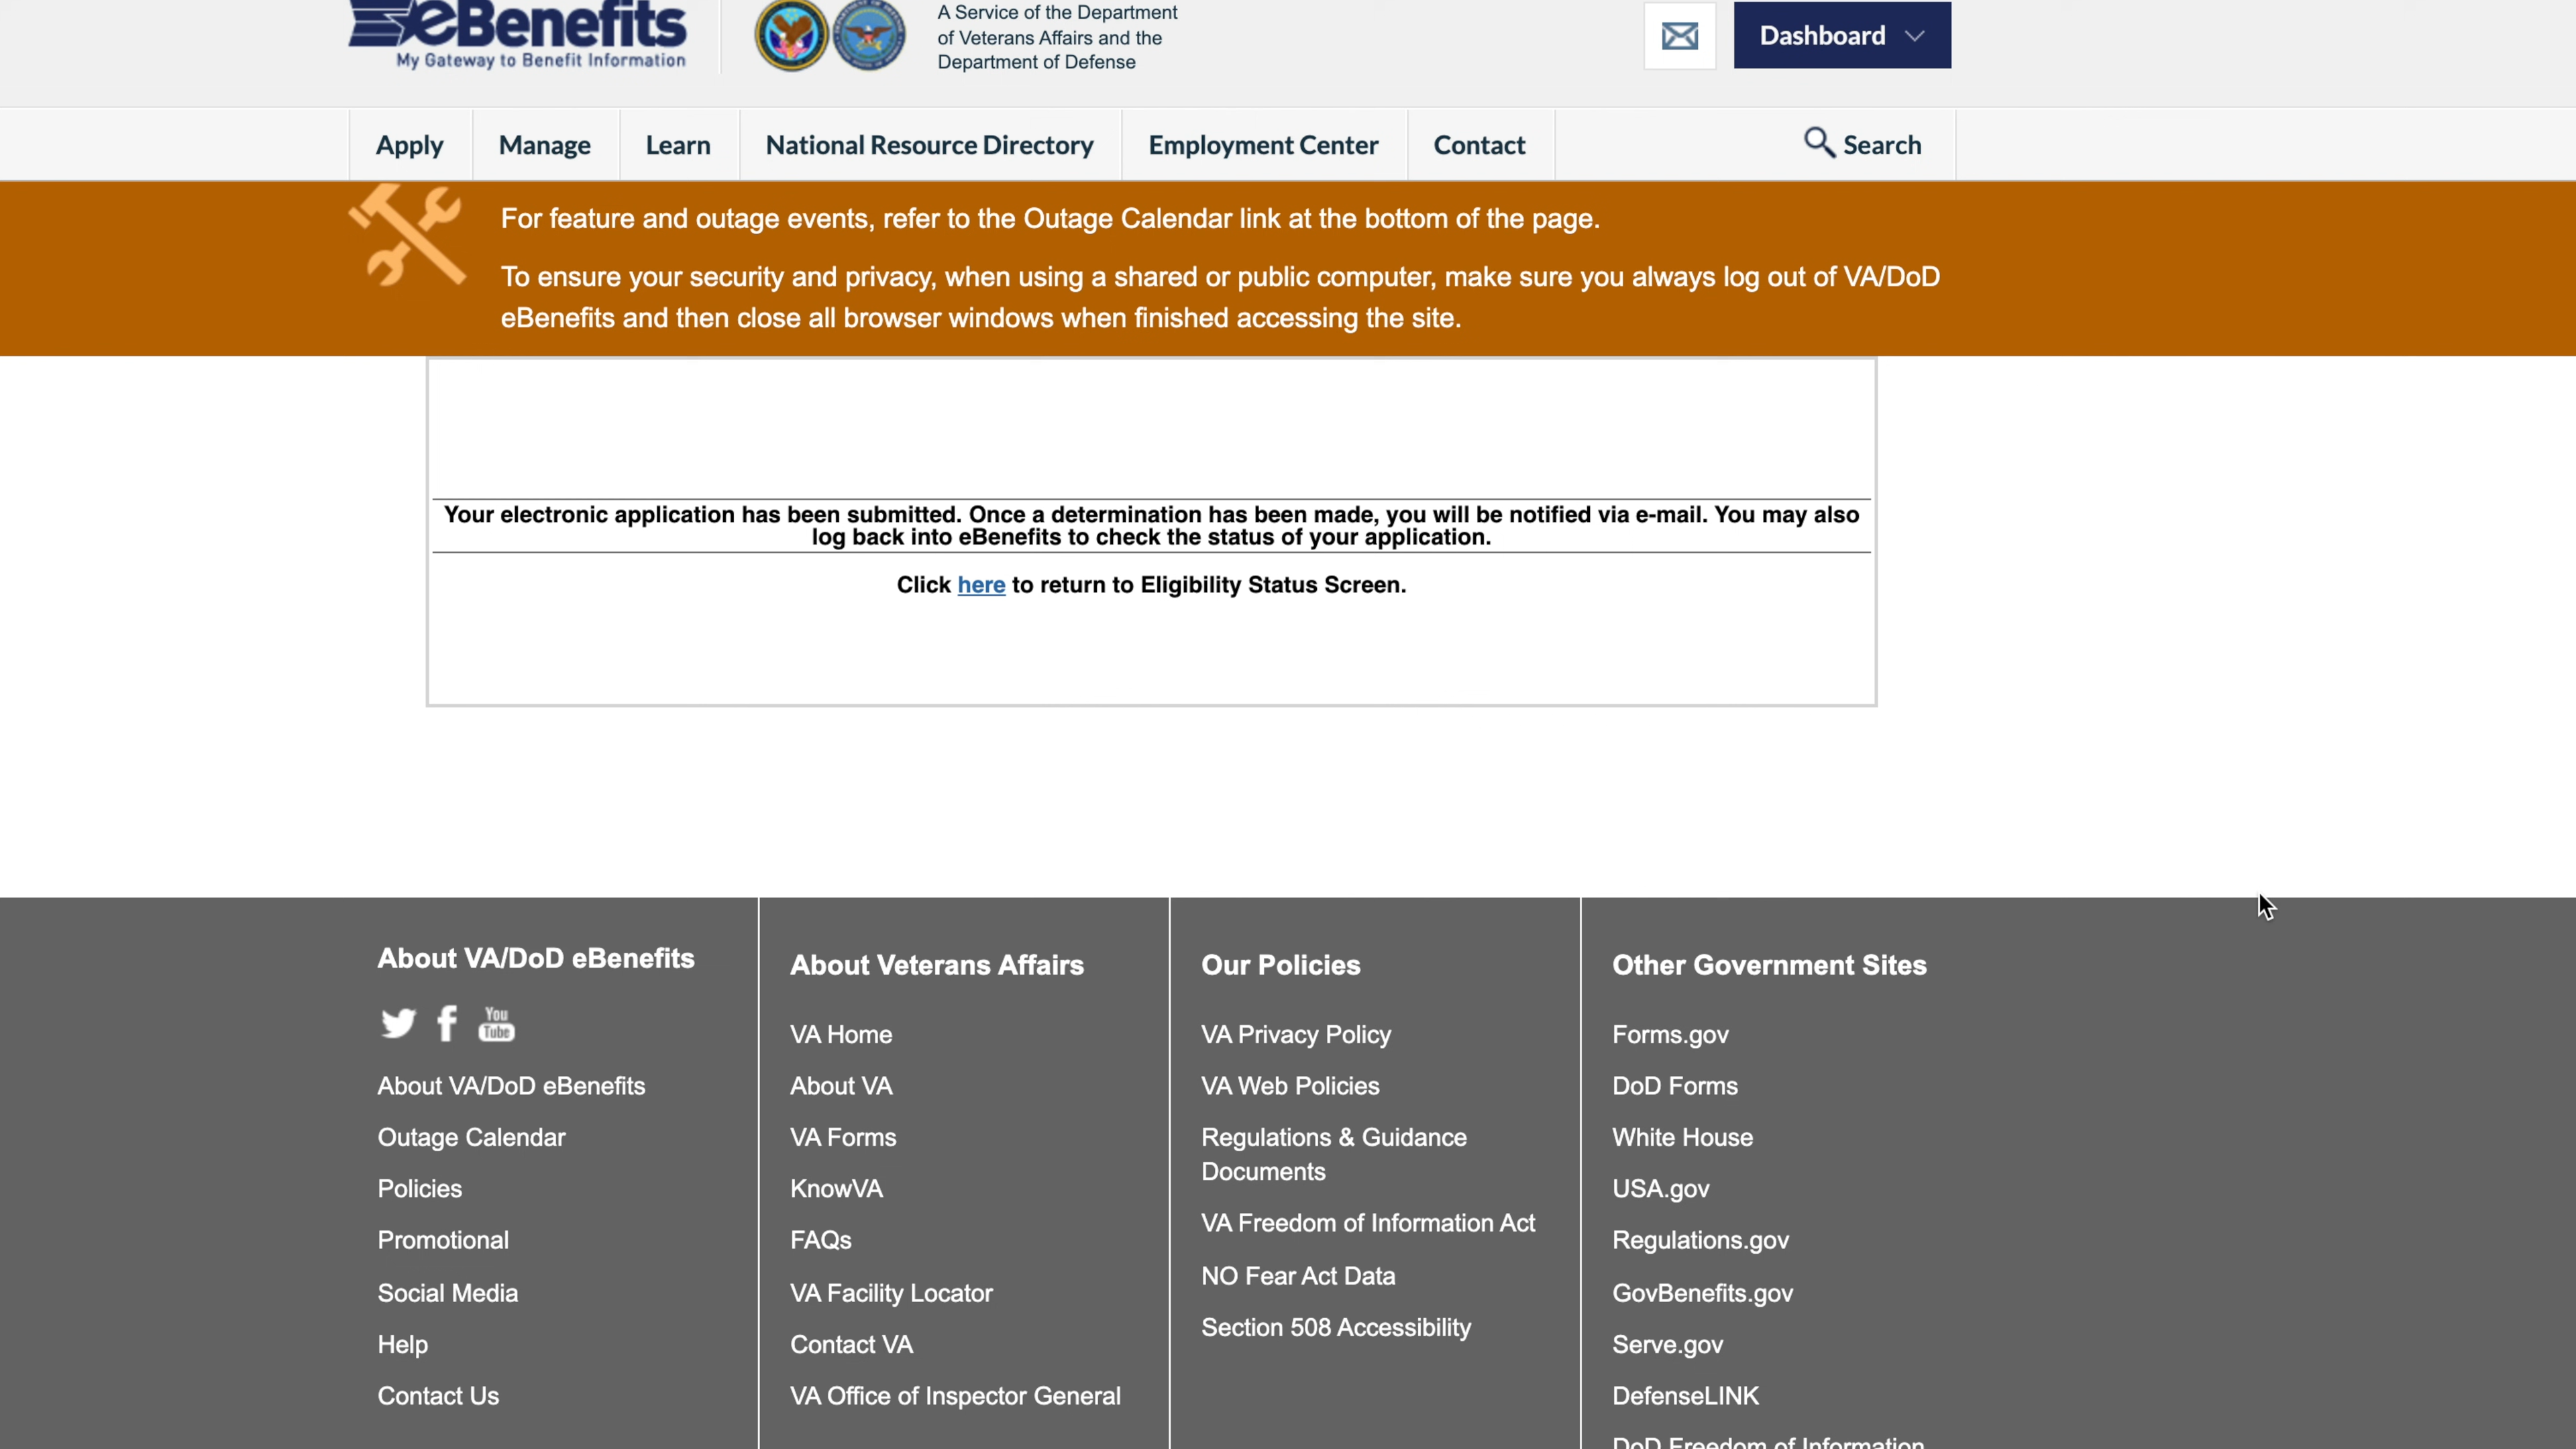 eBenefits
My Gateway to Benefit Information
A Service of the Department
of Veterans Affairs and the
Department of Defense
Dashboard
Apply
Manage
Learn
National Resource Directory
Employment Center
Contact
Search
For feature and outage events, refer to the Outage Calendar link at the bottom of the page.
To ensure your security and privacy, when using a shared or public computer, make sure you always log out of VA/DoD
eBenefits and then close all browser windows when finished accessing the site.
Your electronic application has been submitted. Once a determination has been made, you will be notified via e-mail. You may also
log back into eBenefits to check the status of your application.
Click here to return to Eligibility Status Screen.
About VA/DoD eBenefits
You
Tube
About VA/DoD eBenefits
Outage Calendar
Policies
Promotional
Social Media
Help
Contact Us
About Veterans Affairs
VA Home
About VA
VA Forms
KnowVA
FAQs
VA Facility Locator
Contact VA
VA Office of Inspector General
Our Policies
VA Privacy Policy
VA Web Policies
Regulations & Guidance
Documents
VA Freedom of Information Act
NO Fear Act Data
Section 508 Accessibility
Other Government Sites
Forms.gov
DoD Forms
White House
USA.gov
Regulations.gov
GovBenefits.gov
Serve.gov
DefenseLINK
DoD Freedom of Information